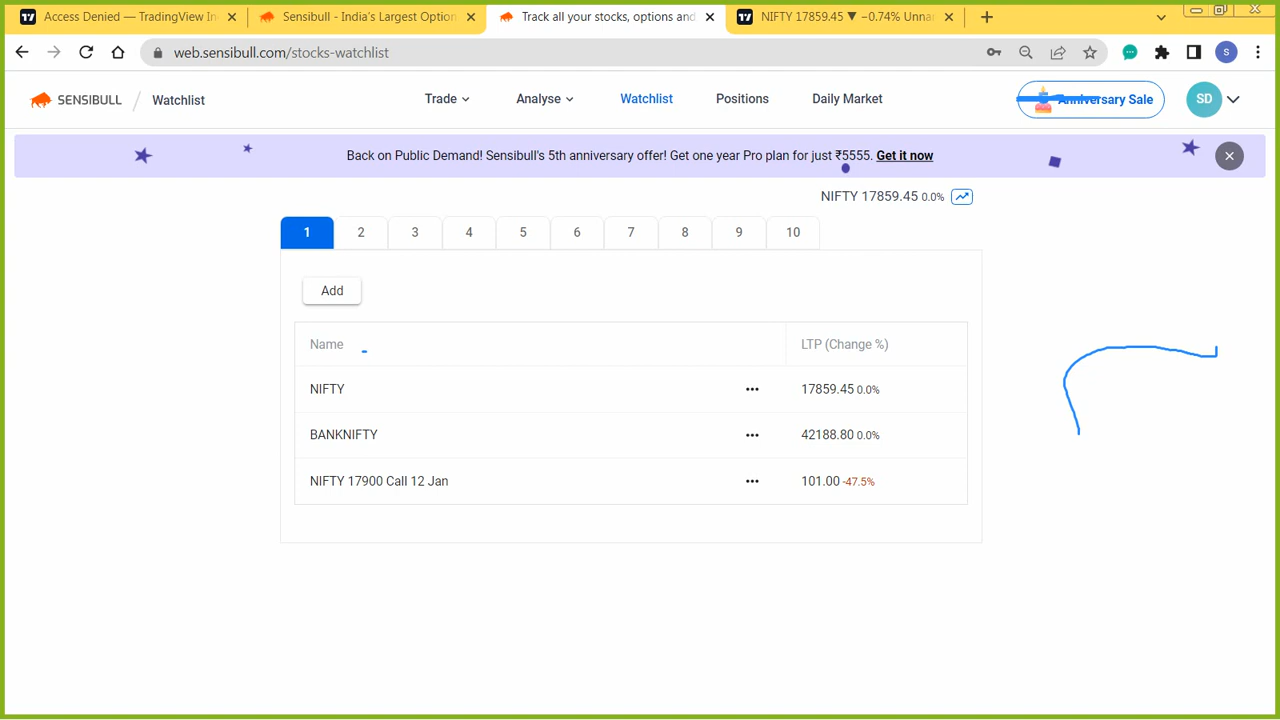 Access Denied — TradingView In
Sensibull - India's Largest Option
Track all your stocks, options and
NIFTY 17859.45 ▼ −0.74% Unna
web.sensibull.com/stocks-watchlist
S
SENSIBULL / Watchlist
Trade
Analyse
Watchlist
Positions
Daily Market
Anniversary Sale
SD
Back on Public Demand! Sensibull's 5th anniversary offer! Get one year Pro plan for just ₹5555. Get it now
NIFTY 17859.45 0.0%
1 2 3 4 5 6 7 8 9 10
Add
Name LTP (Change %)
NIFTY ••• 17859.45 0.0%
BANKNIFTY ••• 42188.80 0.0%
NIFTY 17900 Call 12 Jan ••• 101.00 -47.5%